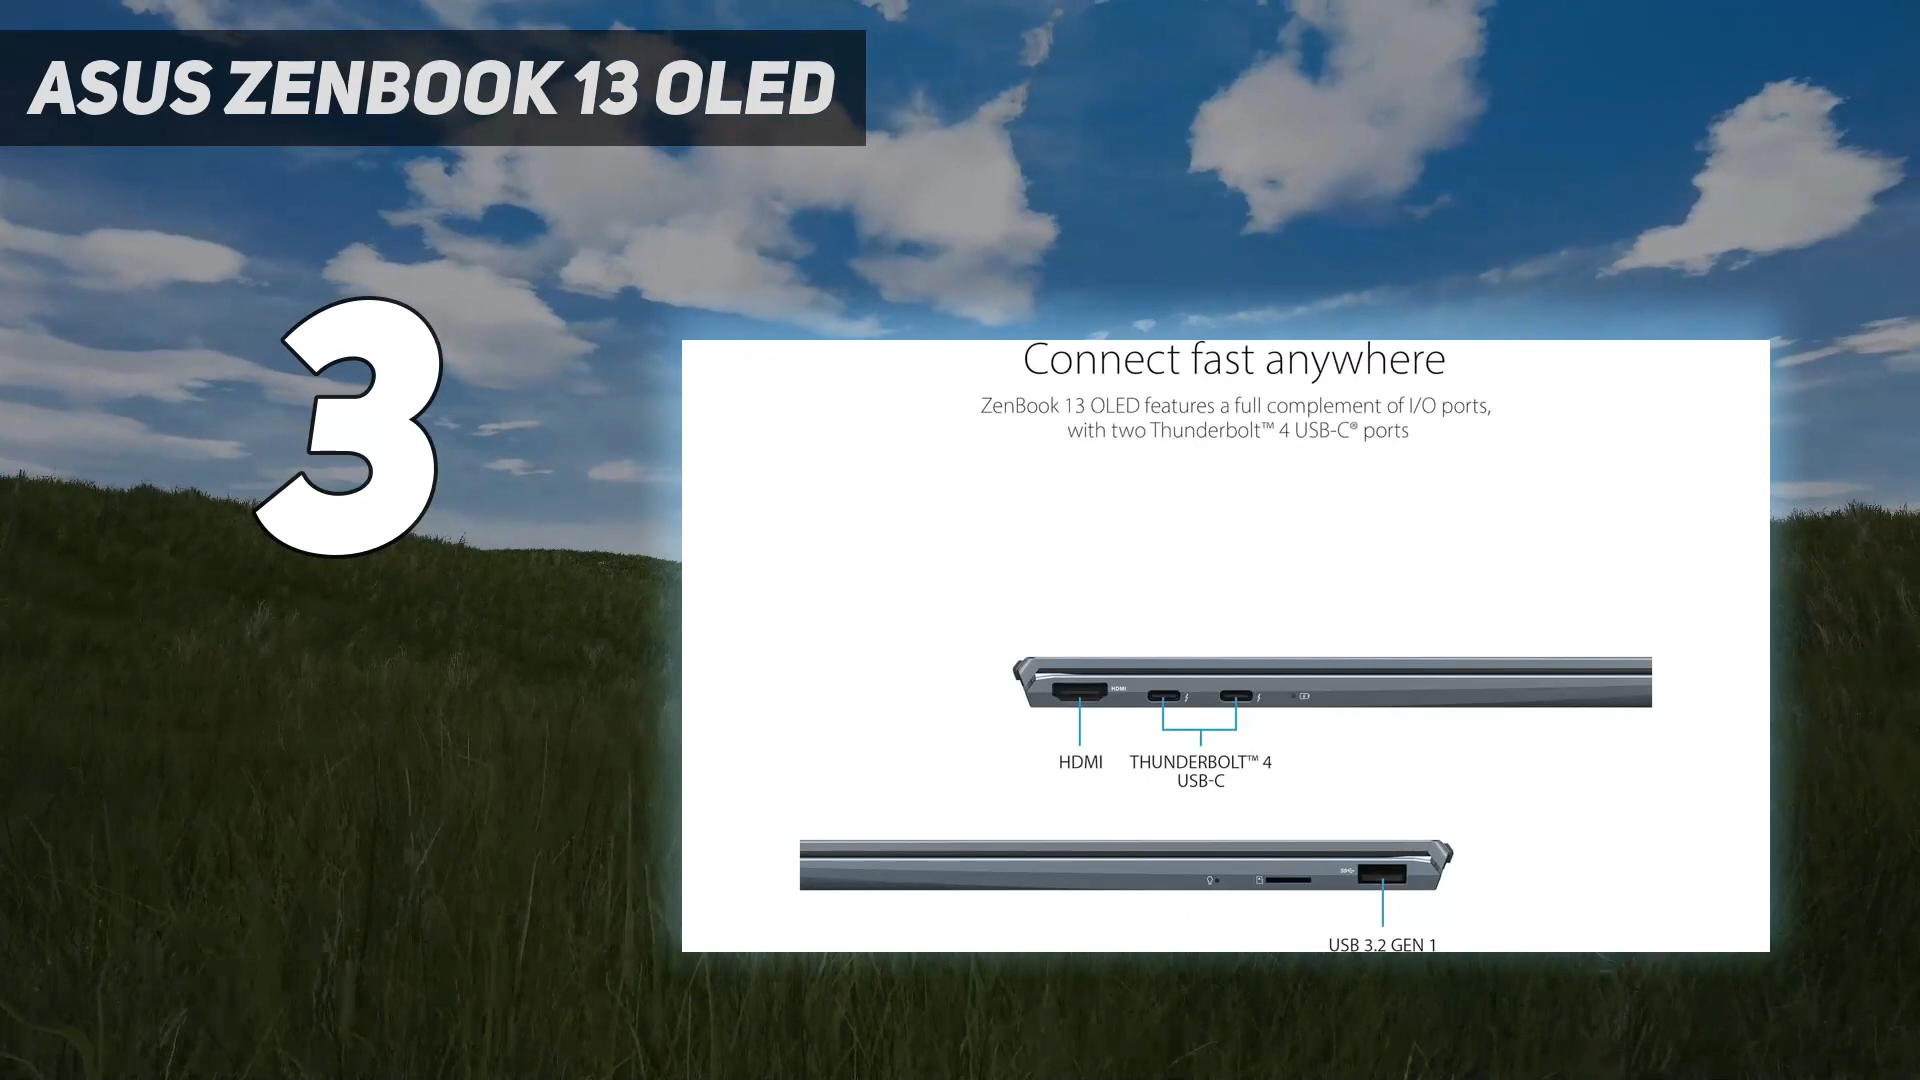 ASUS ZENBOOK 13 OLED
3
Connect fast anywhere
ZenBook 13 OLED features a full complement of I/O ports,
with two Thunderbolt™ 4 USB-C® ports
HDMI
HDMI
THUNDERBOLT™ 4
USB-C
USB 3.2 GEN 1